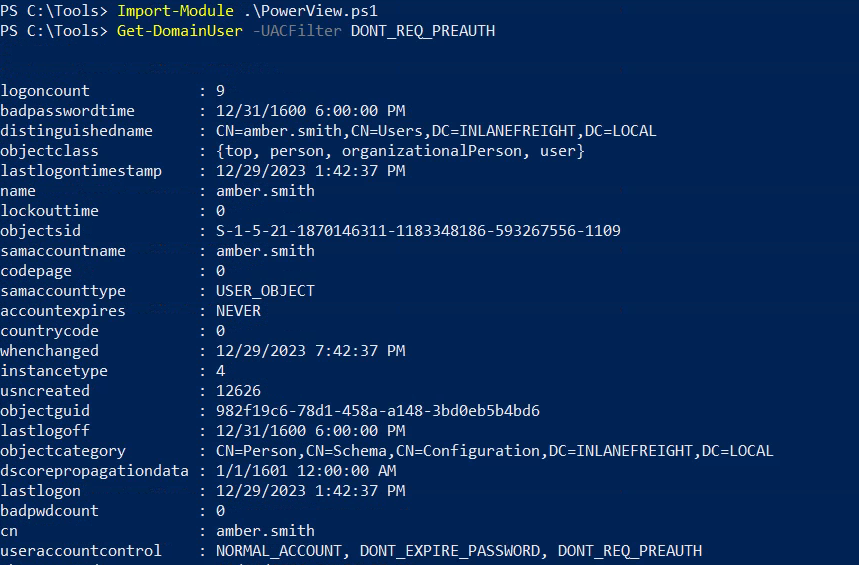 PS C:\Tools> Import-Module .\PowerView.ps1
PS C:\Tools> Get-DomainUser -UACFilter DONT_REQ_PREAUTH
logoncount : 9
badpasswordtime : 12/31/1600 6:00:00 PM
distinguishedname : CN=amber.smith,CN=Users,DC=INLANEFREIGHT,DC=LOCAL
objectclass : {top, person, organizationalPerson, user}
lastlogontimestamp : 12/29/2023 1:42:37 PM
name : amber.smith
lockouttime : 0
objectsid : S-1-5-21-1870146311-1183348186-593267556-1109
samaccountname : amber.smith
codepage : 0
samaccounttype : USER_OBJECT
accountexpires : NEVER
countrycode : 0
whenchanged : 12/29/2023 7:42:37 PM
instancetype : 4
usncreated : 12626
objectguid : 982f19c6-78d1-458a-a148-3bd0eb5b4bd6
lastlogoff : 12/31/1600 6:00:00 PM
objectcategory : CN=Person,CN=Schema,CN=Configuration,DC=INLANEFREIGHT,DC=LOCAL
dscorepropagationdata : 1/1/1601 12:00:00 AM
lastlogon : 12/29/2023 1:42:37 PM
badpwdcount : 0
cn : amber.smith
useraccountcontrol : NORMAL_ACCOUNT, DONT_EXPIRE_PASSWORD, DONT_REQ_PREAUTH